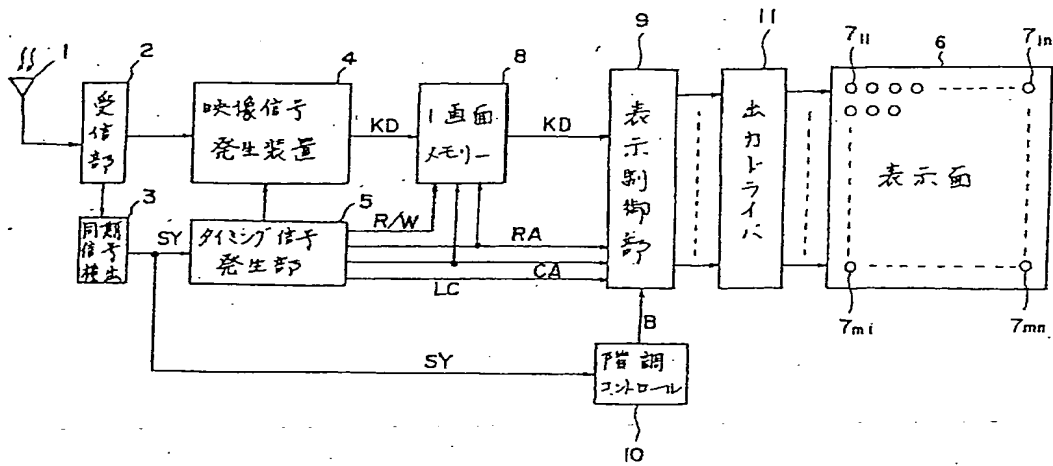 1
2
受信部
3
同期信号検出
SY
4
映像信号
発生装置
KD
5
タイミング信号
発生部
R/W
RA
CA
LC
8
1画面
メモリー
KD
9
表示制御部
B
SY
階調
コントロール
10
11
出力ドライバ
6
7₁₁
7₁ₙ
表示面
7ₘ₁
7ₘₙ